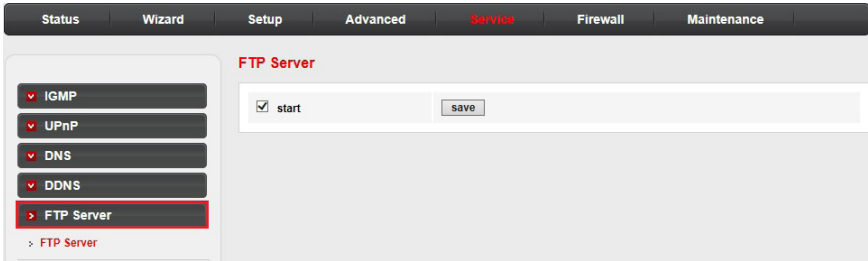 Status Wizard Setup Advanced Service Firewall Maintenance
FTP Server
start save
IGMP
UPnP
DNS
DDNS
FTP Server
FTP Server